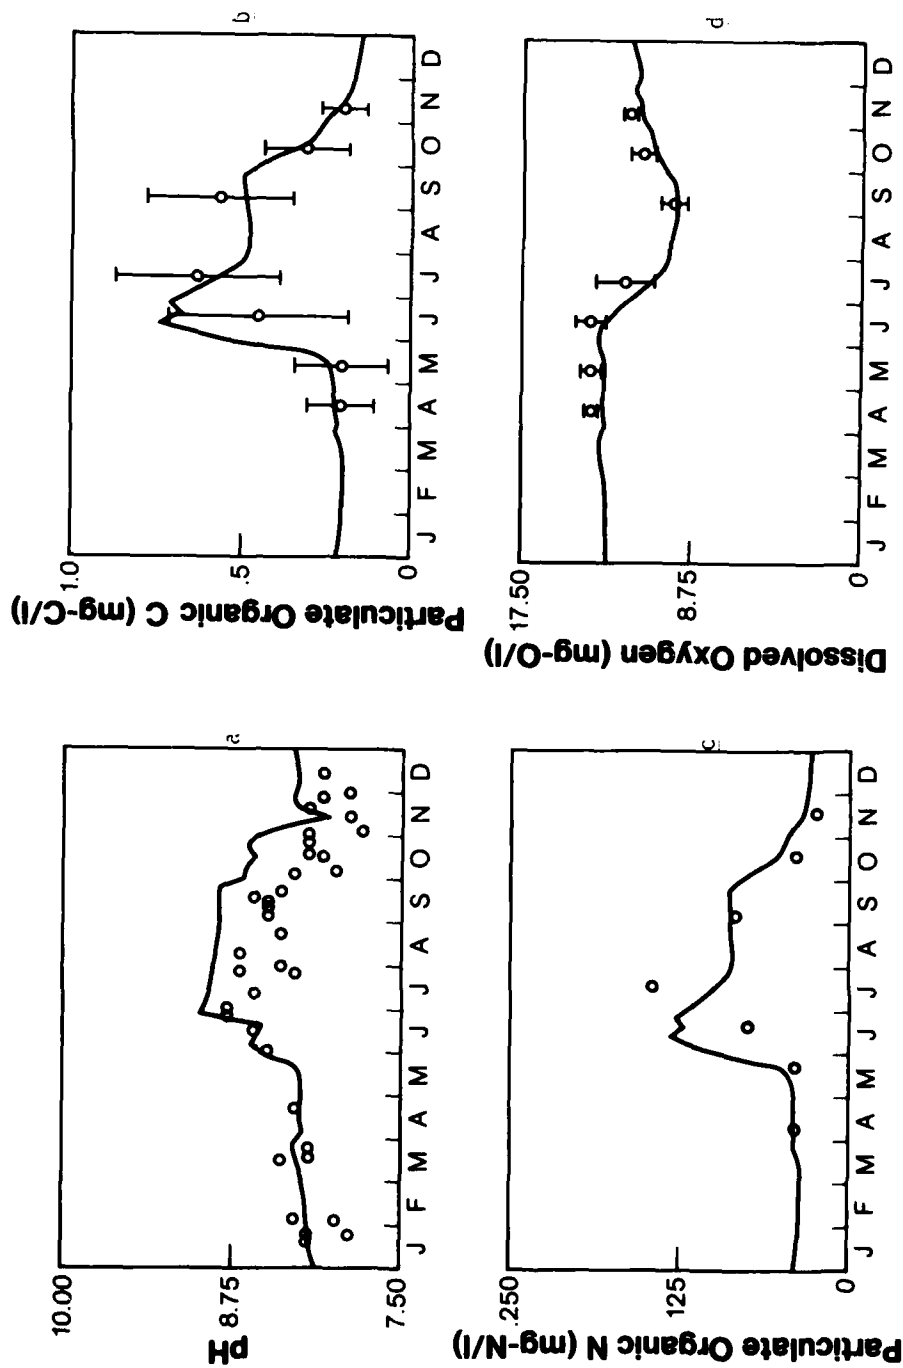 a
10.00
8.75
7.50
pH
J F M A M J J A S O N D
b
1.0
.5
0
Particulate Organic C (mg-C/l)
J F M A M J J A S O N D
c
.250
.125
0
Particulate Organic N (mg-N/l)
J F M A M J J A S O N D
d
17.50
8.75
0
Dissolved Oxygen (mg-O/l)
J F M A M J J A S O N D